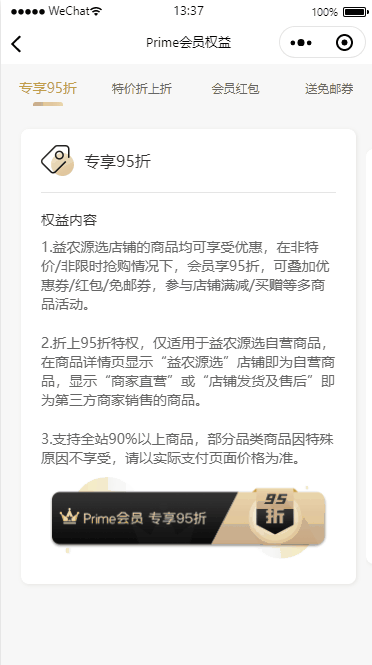 WeChat
13:37
100%
Prime会员权益
专享95折
特价折上折
会员红包
送免邮券
专享95折
权益内容
1.益农源选店铺的商品均可享受优惠，在非特
价/非限时抢购情况下，会员享95折，可叠加优
惠券/红包/免邮券，参与店铺满减/买赠等多商
品活动。
2.折上95折特权，仅适用于益农源选自营商品，
在商品详情页显示“益农源选”店铺即为自营商
品，显示“商家直营”或“店铺发货及售后”即
为第三方商家销售的商品。
3.支持全站90%以上商品，部分品类商品因特殊
原因不享受，请以实际支付页面价格为准。
Prime会员 专享95折
95
折